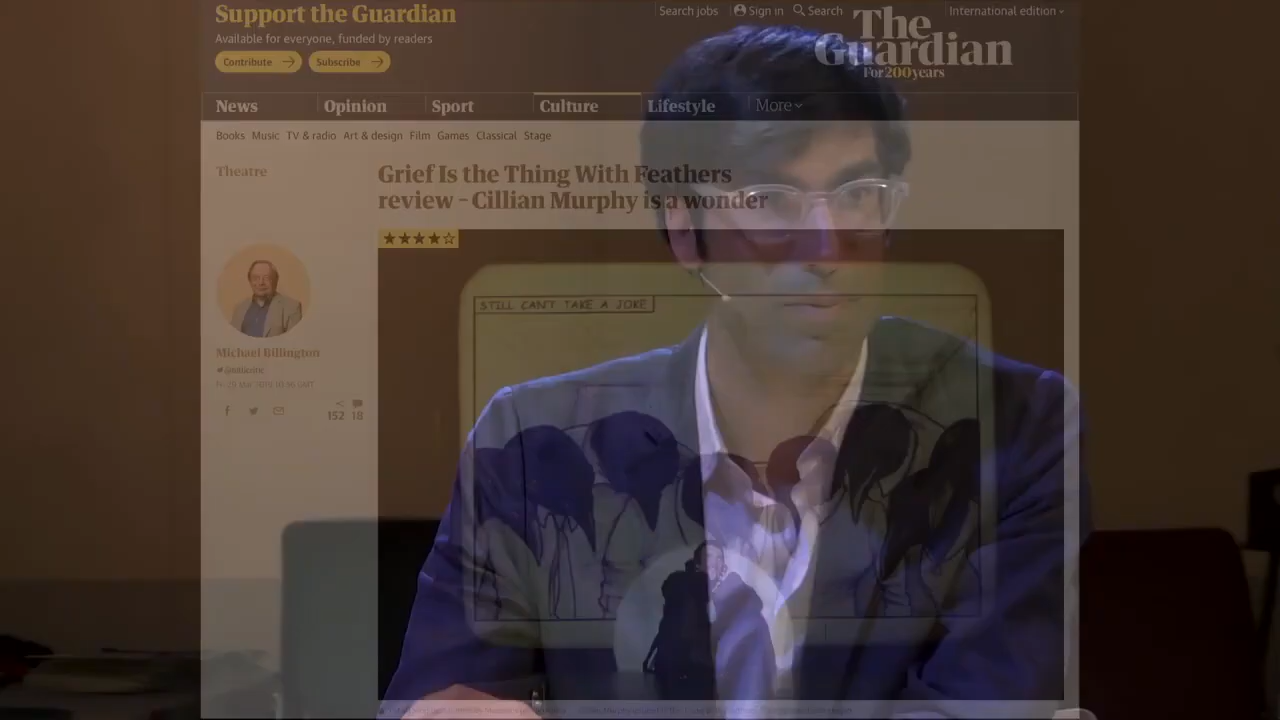 Support the Guardian
Available for everyone, funded by readers
Contribute
Subscribe
Search jobs
Sign in
Search
International edition
The
Guardian
For 200 years
News
Opinion
Sport
Culture
Lifestyle
More
Books Music TV & radio Art & design Film Games Classical Stage
Theatre
Grief Is the Thing With Feathers
review – Cillian Murphy is a wonder
STILL CAN'T TAKE A JOKE
Michael Billington
152 18